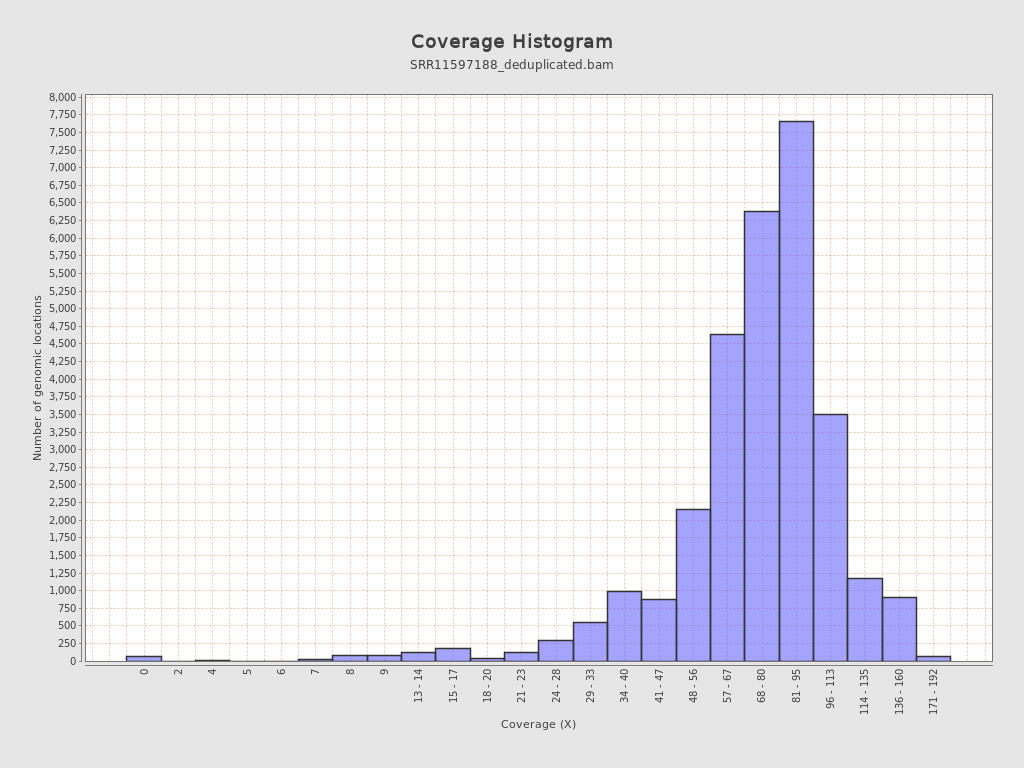 Coverage Histogram
SRR11597188_deduplicated.bam
Number of genomic locations
8,000
7,750
7,500
7,250
7,000
6,750
6,500
6,250
6,000
5,750
5,500
5,250
5,000
4,750
4,500
4,250
4,000
3,750
3,500
3,250
3,000
2,750
2,500
2,250
2,000
1,750
1,500
1,250
1,000
750
500
250
0
0
2
4
5
6
7
8
9
13 - 14
15 - 17
18 - 20
21 - 23
24 - 28
29 - 33
34 - 40
41 - 47
48 - 56
57 - 67
68 - 80
81 - 95
96 - 113
114 - 135
136 - 160
171 - 192
Coverage (X)